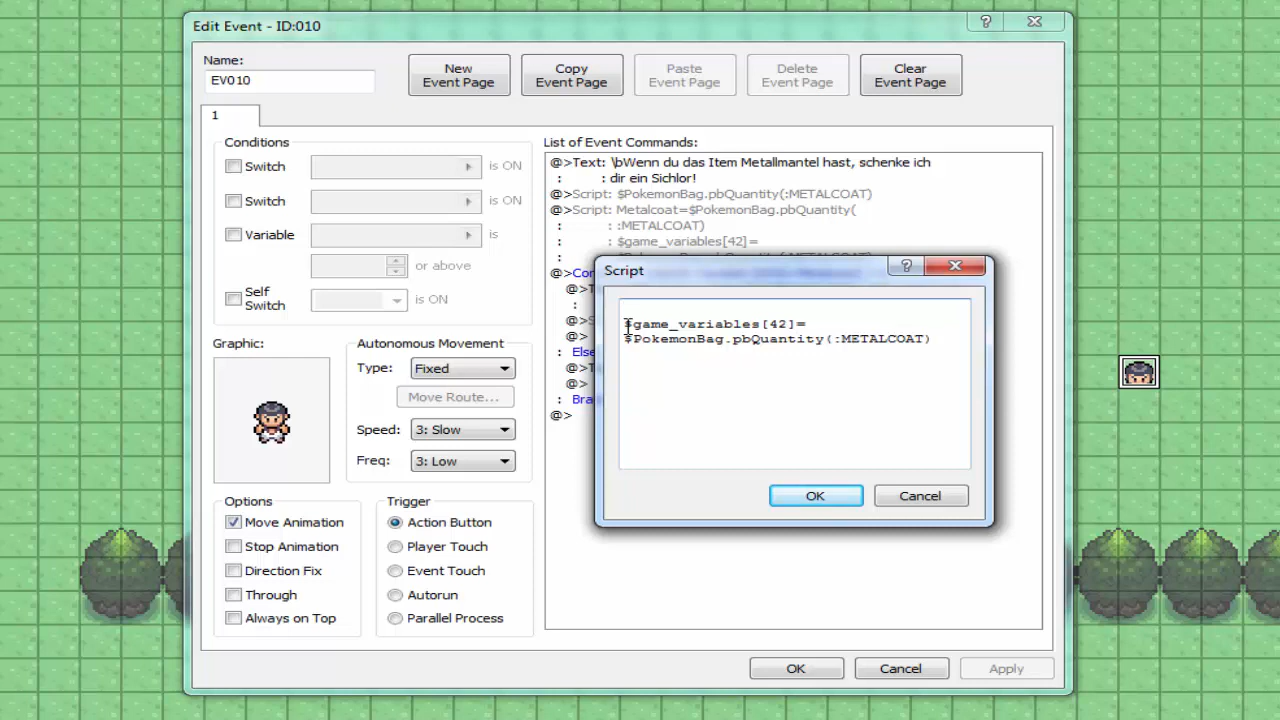 Edit Event - ID:010
Name:
EV010
New
Event Page
Copy
Event Page
Paste
Event Page
Delete
Event Page
Clear
Event Page
1
Conditions
Switch
is ON
Switch
is ON
Variable
is
or above
Self
Switch
is ON
Graphic:
Autonomous Movement
Type:
Fixed
Move Route...
Speed:
3: Slow
Freq:
3: Low
Options
Move Animation
Stop Animation
Direction Fix
Through
Always on Top
Trigger
Action Button
Player Touch
Event Touch
Autorun
Parallel Process
List of Event Commands:
@>Text: \bWenn du das Item Metallmantel hast, schenke ich
: : dir ein Sichlor!
@>Script: $PokemonBag.pbQuantity(:METALCOAT)
@>Script: Metalcoat=$PokemonBag.pbQuantity(
: : :METALCOAT)
: : $game_variables[42]=
:
@>Con
@>T
:
@>S
@>
: Else
@>T
@>
: Bra
@>
Script
$game_variables[42]=
$PokemonBag.pbQuantity(:METALCOAT)
OK
Cancel
OK
Cancel
Apply